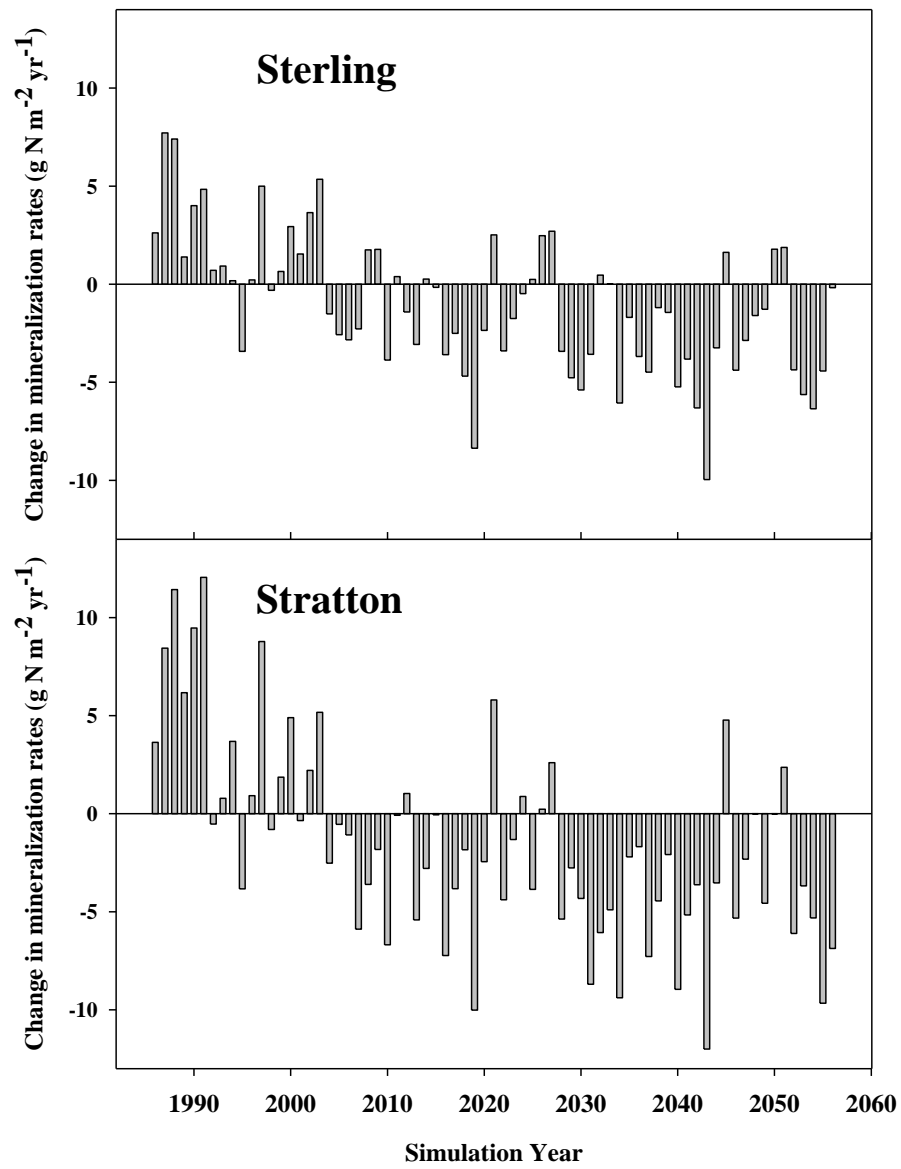 Sterling
Change in mineralization rates (g N m-2 yr-1)
10
5
0
-5
-10
Stratton
Change in mineralization rates (g N m-2 yr-1)
10
5
0
-5
-10
1990 2000 2010 2020 2030 2040 2050 2060
Simulation Year